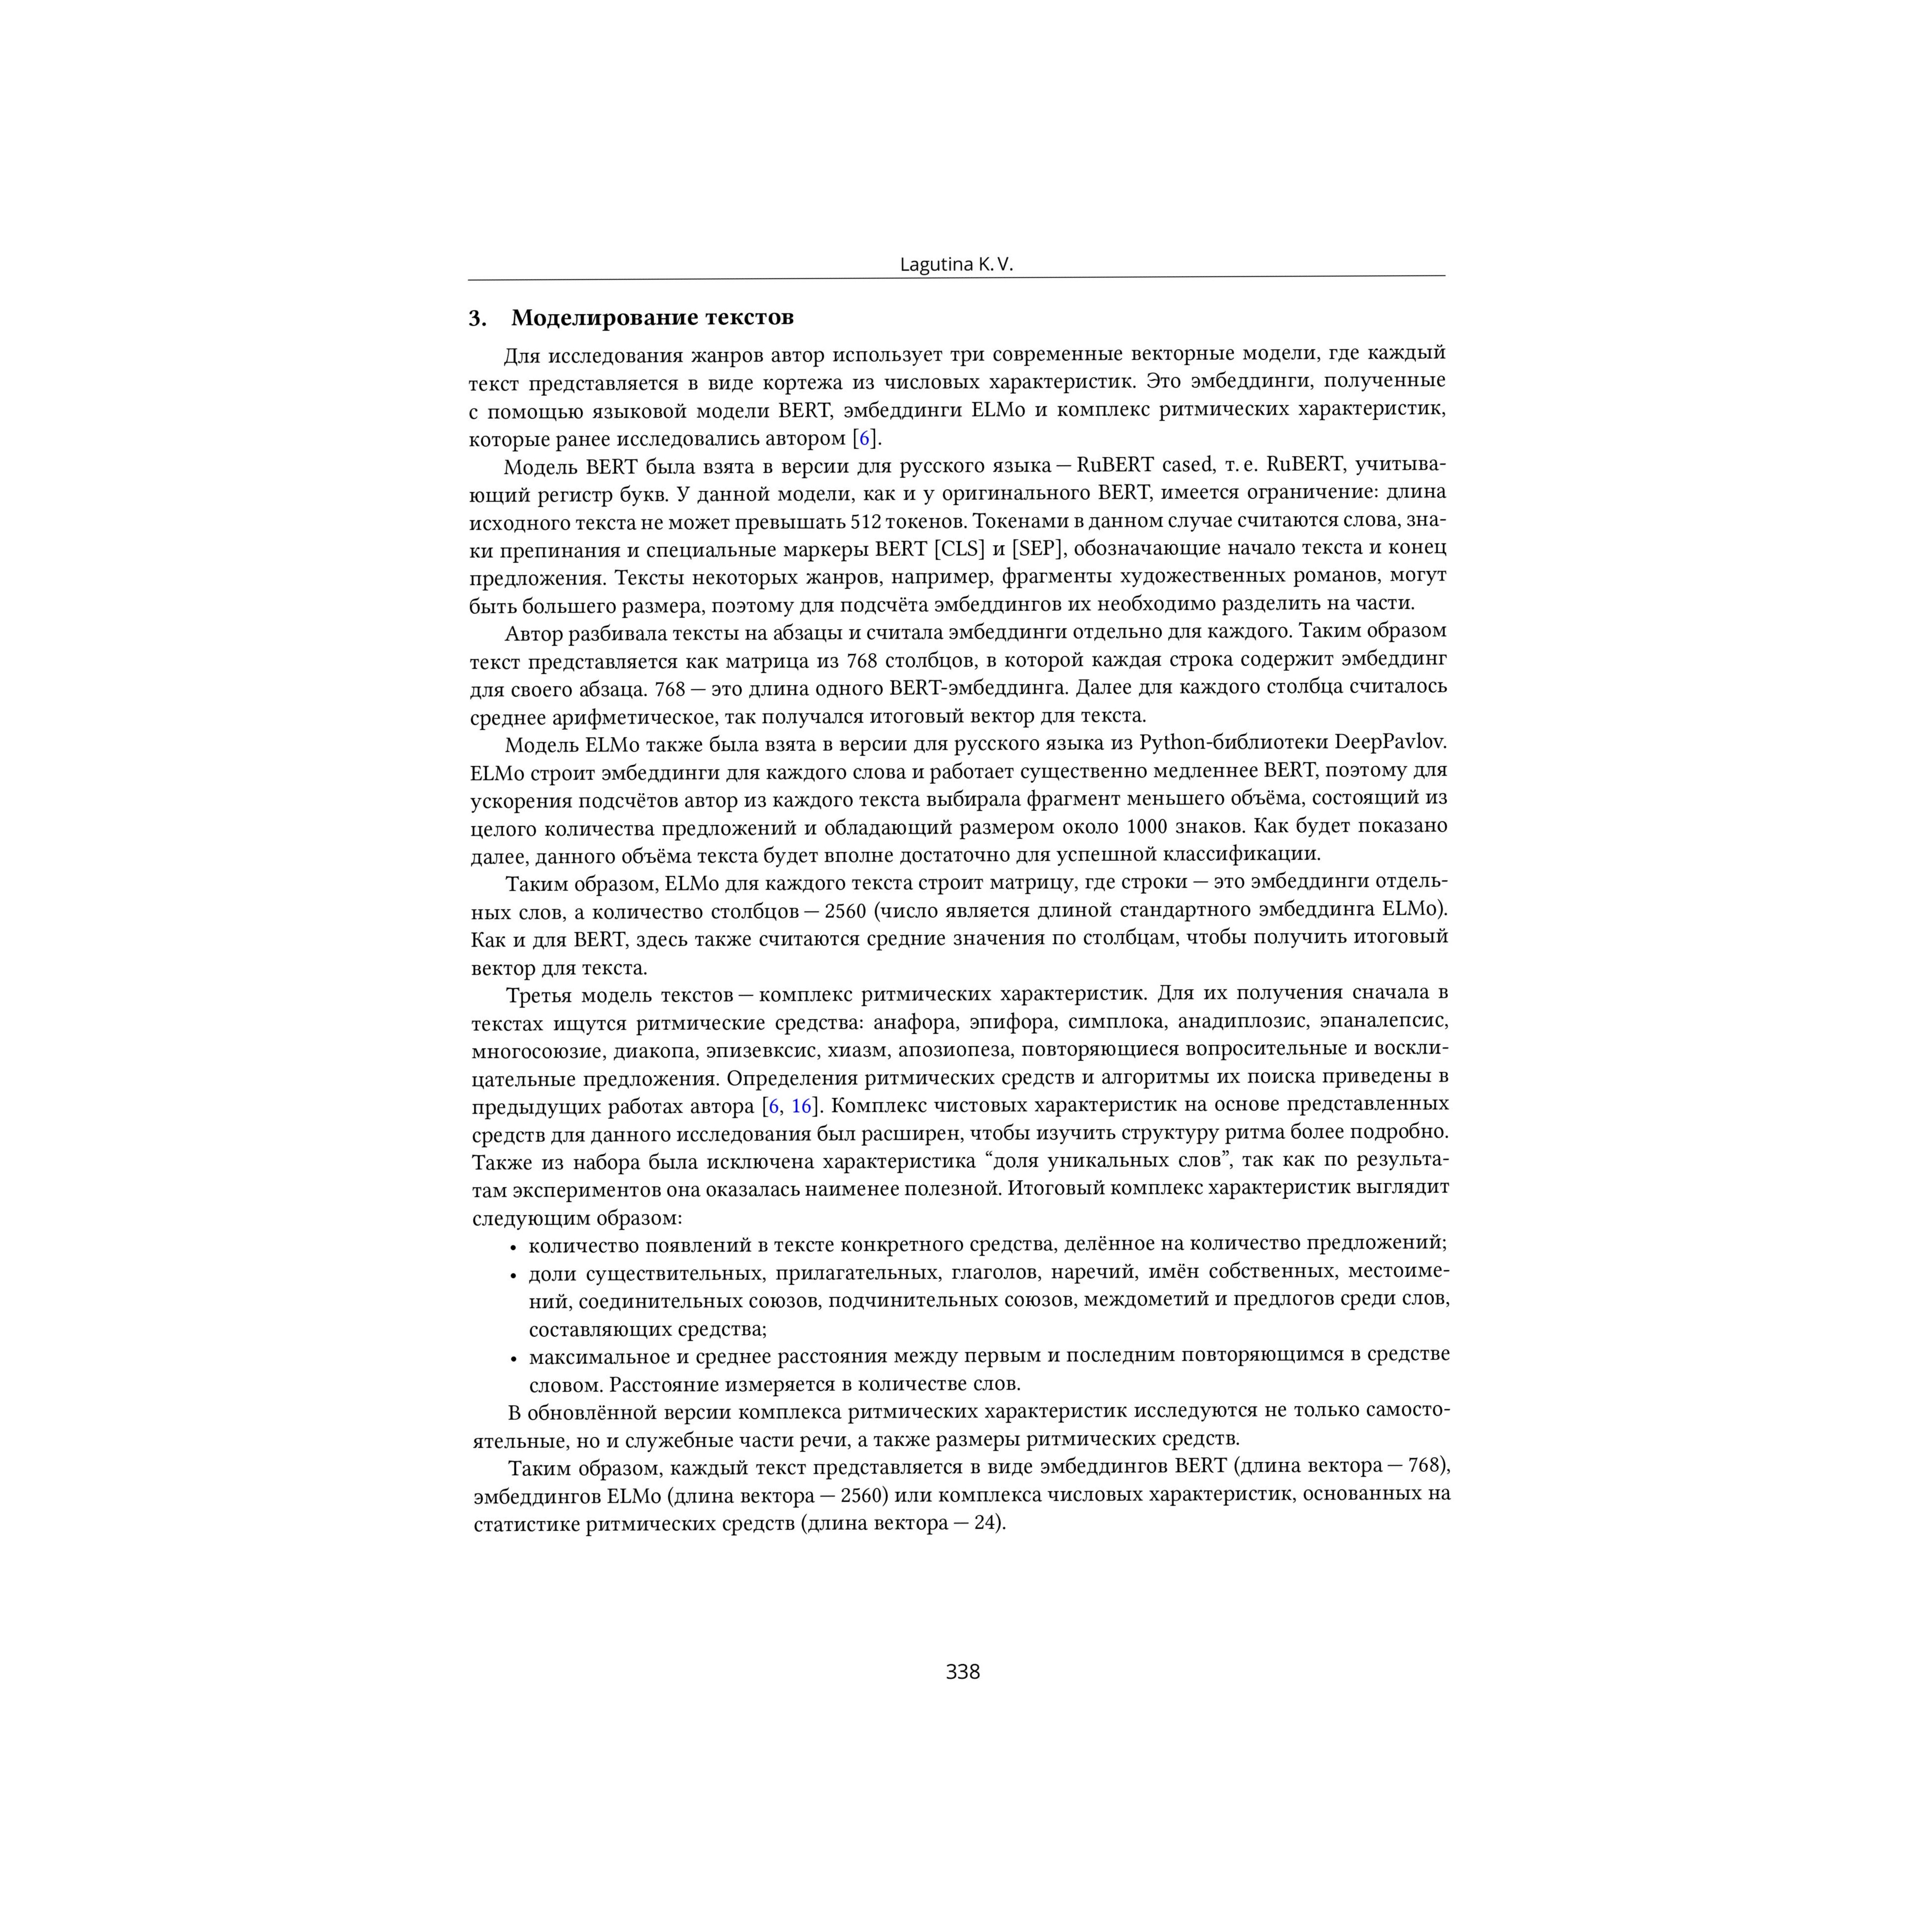 Lagutina K. V.
3. Моделирование текстов
Для исследования жанров автор использует три современные векторные модели, где каждый
текст представляется в виде кортежа из числовых характеристик. Это эмбеддинги, полученные
с помощью языковой модели BERT, эмбеддинги ELMo и комплекс ритмических характеристик,
которые ранее исследовались автором [6].
Модель BERT была взята в версии для русского языка — RuBERT cased, т. е. RuBERT, учитыва-
ющий регистр букв. У данной модели, как и у оригинального BERT, имеется ограничение: длина
исходного текста не может превышать 512 токенов. Токенами в данном случае считаются слова, зна-
ки препинания и специальные маркеры BERT [CLS] и [SEP], обозначающие начало текста и конец
предложения. Тексты некоторых жанров, например, фрагменты художественных романов, могут
быть большего размера, поэтому для подсчёта эмбеддингов их необходимо разделить на части.
Автор разбивала тексты на абзацы и считала эмбеддинги отдельно для каждого. Таким образом
текст представляется как матрица из 768 столбцов, в которой каждая строка содержит эмбеддинг
для своего абзаца. 768 — это длина одного BERT-эмбеддинга. Далее для каждого столбца считалось
среднее арифметическое, так получался итоговый вектор для текста.
Модель ELMo также была взята в версии для русского языка из Python-библиотеки DeepPavlov.
ELMo строит эмбеддинги для каждого слова и работает существенно медленнее BERT, поэтому для
ускорения подсчётов автор из каждого текста выбирала фрагмент меньшего объёма, состоящий из
целого количества предложений и обладающий размером около 1000 знаков. Как будет показано
далее, данного объёма текста будет вполне достаточно для успешной классификации.
Таким образом, ELMo для каждого текста строит матрицу, где строки — это эмбеддинги отдель-
ных слов, а количество столбцов — 2560 (число является длиной стандартного эмбеддинга ELMo).
Как и для BERT, здесь также считаются средние значения по столбцам, чтобы получить итоговый
вектор для текста.
Третья модель текстов — комплекс ритмических характеристик. Для их получения сначала в
текстах ищутся ритмические средства: анафора, эпифора, симплока, анадиплозис, эпаналепсис,
многосоюзие, диакопа, эпизевксис, хиазм, апозиопеза, повторяющиеся вопросительные и воскли-
цательные предложения. Определения ритмических средств и алгоритмы их поиска приведены в
предыдущих работах автора [6, 16]. Комплекс чистовых характеристик на основе представленных
средств для данного исследования был расширен, чтобы изучить структуру ритма более подробно.
Также из набора была исключена характеристика “доля уникальных слов”, так как по результа-
там экспериментов она оказалась наименее полезной. Итоговый комплекс характеристик выглядит
следующим образом:
• количество появлений в тексте конкретного средства, делённое на количество предложений;
• доли существительных, прилагательных, глаголов, наречий, имён собственных, местоиме-
ний, соединительных союзов, подчинительных союзов, междометий и предлогов среди слов,
составляющих средства;
• максимальное и среднее расстояния между первым и последним повторяющимся в средстве
словом. Расстояние измеряется в количестве слов.
В обновлённой версии комплекса ритмических характеристик исследуются не только самосто-
ятельные, но и служебные части речи, а также размеры ритмических средств.
Таким образом, каждый текст представляется в виде эмбеддингов BERT (длина вектора — 768),
эмбеддингов ELMo (длина вектора — 2560) или комплекса числовых характеристик, основанных на
статистике ритмических средств (длина вектора — 24).
338